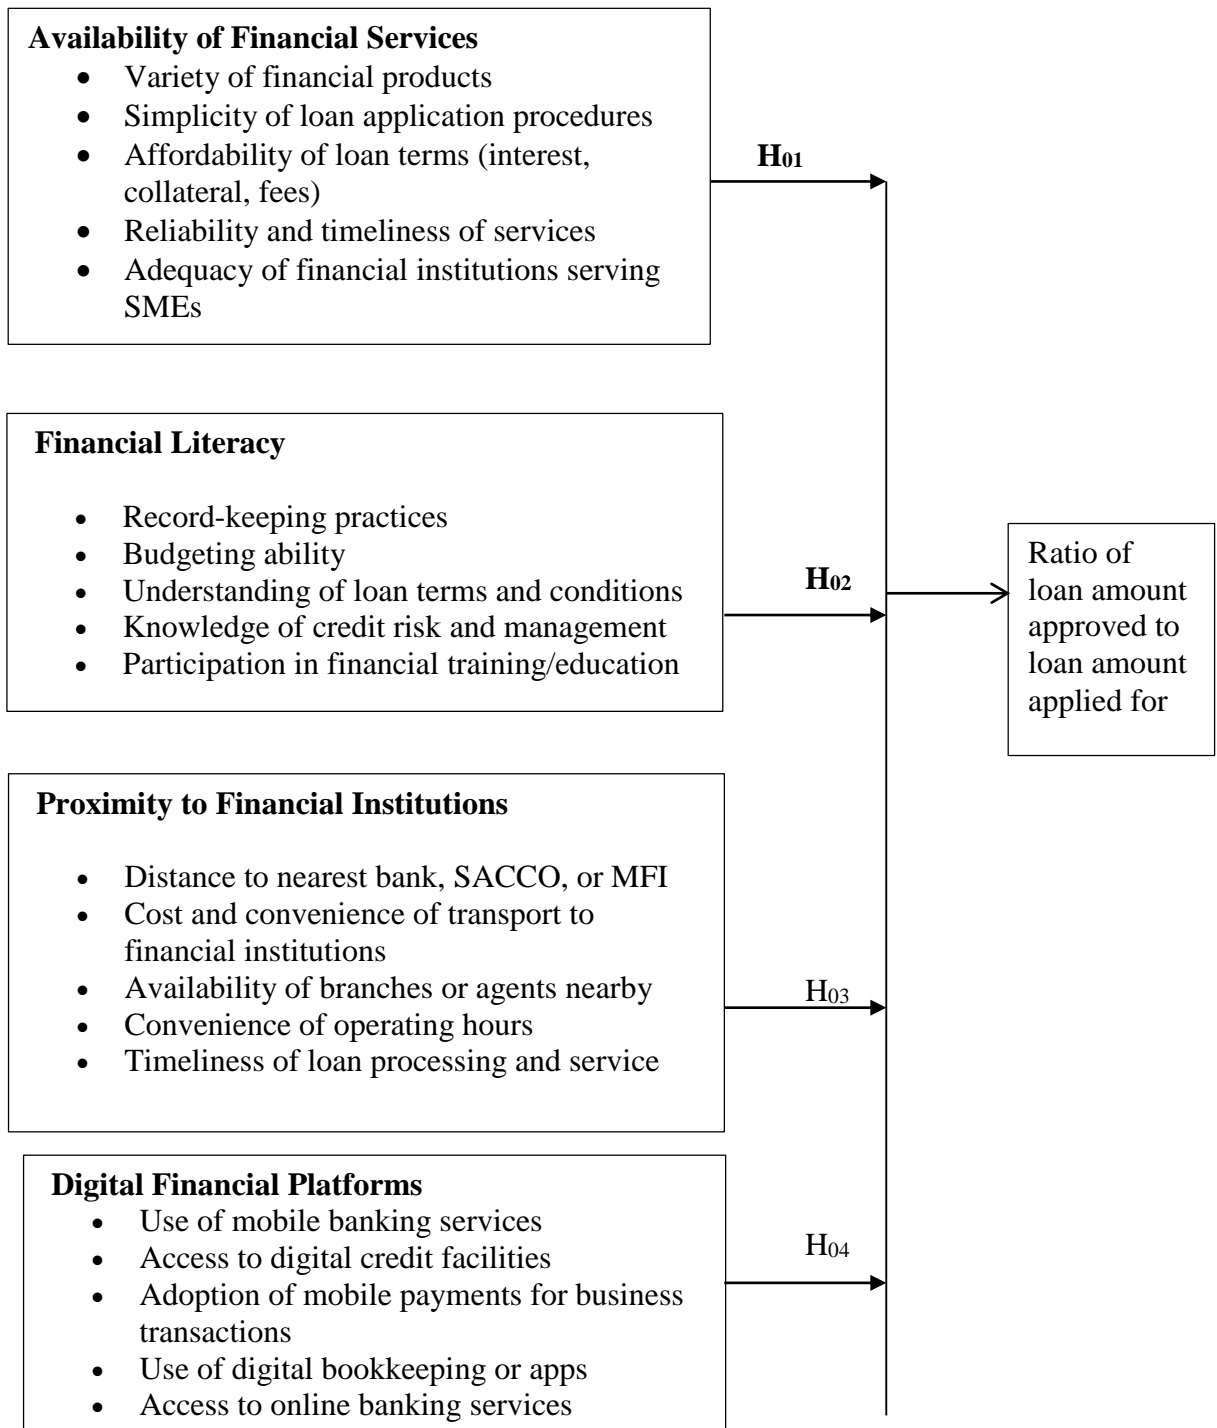 Availability of Financial Services
• Variety of financial products
• Simplicity of loan application procedures
• Affordability of loan terms (interest,
collateral, fees)
• Reliability and timeliness of services
• Adequacy of financial institutions serving
SMEs
H01
Financial Literacy
• Record-keeping practices
• Budgeting ability
• Understanding of loan terms and conditions
• Knowledge of credit risk and management
• Participation in financial training/education
H02
Ratio of
loan amount
approved to
loan amount
applied for
Proximity to Financial Institutions
• Distance to nearest bank, SACCO, or MFI
• Cost and convenience of transport to
financial institutions
• Availability of branches or agents nearby
• Convenience of operating hours
• Timeliness of loan processing and service
H03
Digital Financial Platforms
• Use of mobile banking services
• Access to digital credit facilities
• Adoption of mobile payments for business
transactions
• Use of digital bookkeeping or apps
• Access to online banking services
H04